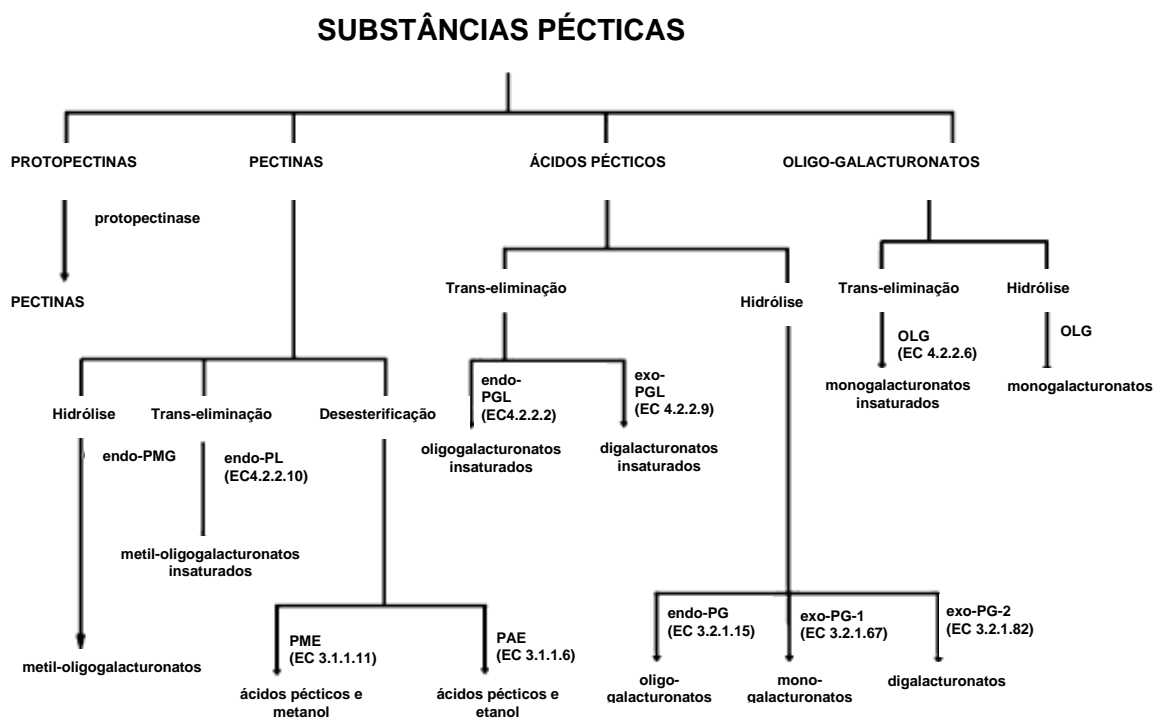 SUBSTÂNCIAS PÉCTICAS
PROTOPECTINAS
PECTINAS
ÁCIDOS PÉCTICOS
OLIGO-GALACTURONATOS
protopectinase
PECTINAS
Trans-eliminação
Hidrólise
Trans-eliminação
Hidrólise
OLG
(EC 4.2.2.6)
OLG
monogalacturonatos
insaturados
monogalacturonatos
endo-
PGL
(EC4.2.2.2)
exo-
PGL
(EC 4.2.2.9)
oligogalacturonatos
insaturados
digalacturonatos
insaturados
Hidrólise
Trans-eliminação
Desesterificação
endo-PMG
endo-PL
(EC4.2.2.10)
metil-oligogalacturonatos
insaturados
metil-oligogalacturonatos
PME
(EC 3.1.1.11)
PAE
(EC 3.1.1.6)
ácidos pécticos e
metanol
ácidos pécticos e
etanol
endo-PG
(EC 3.2.1.15)
exo-PG-1
(EC 3.2.1.67)
exo-PG-2
(EC 3.2.1.82)
oligo-
galacturonatos
mono-
galacturonatos
digalacturonatos